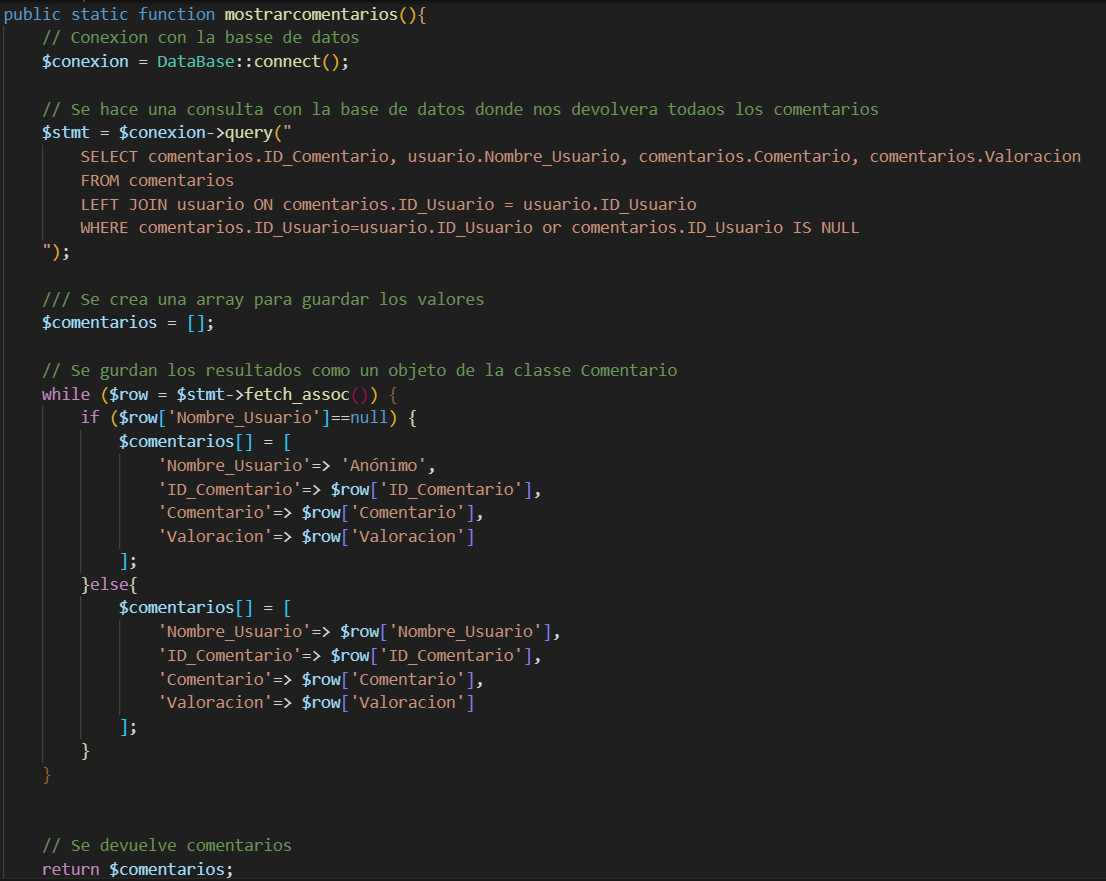 public static function mostrarcomentarios(){
// Conexion con la basse de datos
$conexion = DataBase::connect();
// Se hace una consulta con la base de datos donde nos devolvera todaos los comentarios
$stmt = $conexion->query("
SELECT comentarios.ID_Comentario, usuario.Nombre_Usuario, comentarios.Comentario, comentarios.Valoracion
FROM comentarios
LEFT JOIN usuario ON comentarios.ID_Usuario = usuario.ID_Usuario
WHERE comentarios.ID_Usuario=usuario.ID_Usuario or comentarios.ID_Usuario IS NULL
");
/// Se crea una array para guardar los valores
$comentarios = [];
// Se gurdan los resultados como un objeto de la classe Comentario
while ($row = $stmt->fetch_assoc()) {
if ($row['Nombre_Usuario']==null) {
$comentarios[] = [
'Nombre_Usuario'=> 'Anónimo',
'ID_Comentario'=> $row['ID_Comentario'],
'Comentario'=> $row['Comentario'],
'Valoracion'=> $row['Valoracion']
];
}else{
$comentarios[] = [
'Nombre_Usuario'=> $row['Nombre_Usuario'],
'ID_Comentario'=> $row['ID_Comentario'],
'Comentario'=> $row['Comentario'],
'Valoracion'=> $row['Valoracion']
];
}
}
// Se devuelve comentarios
return $comentarios;